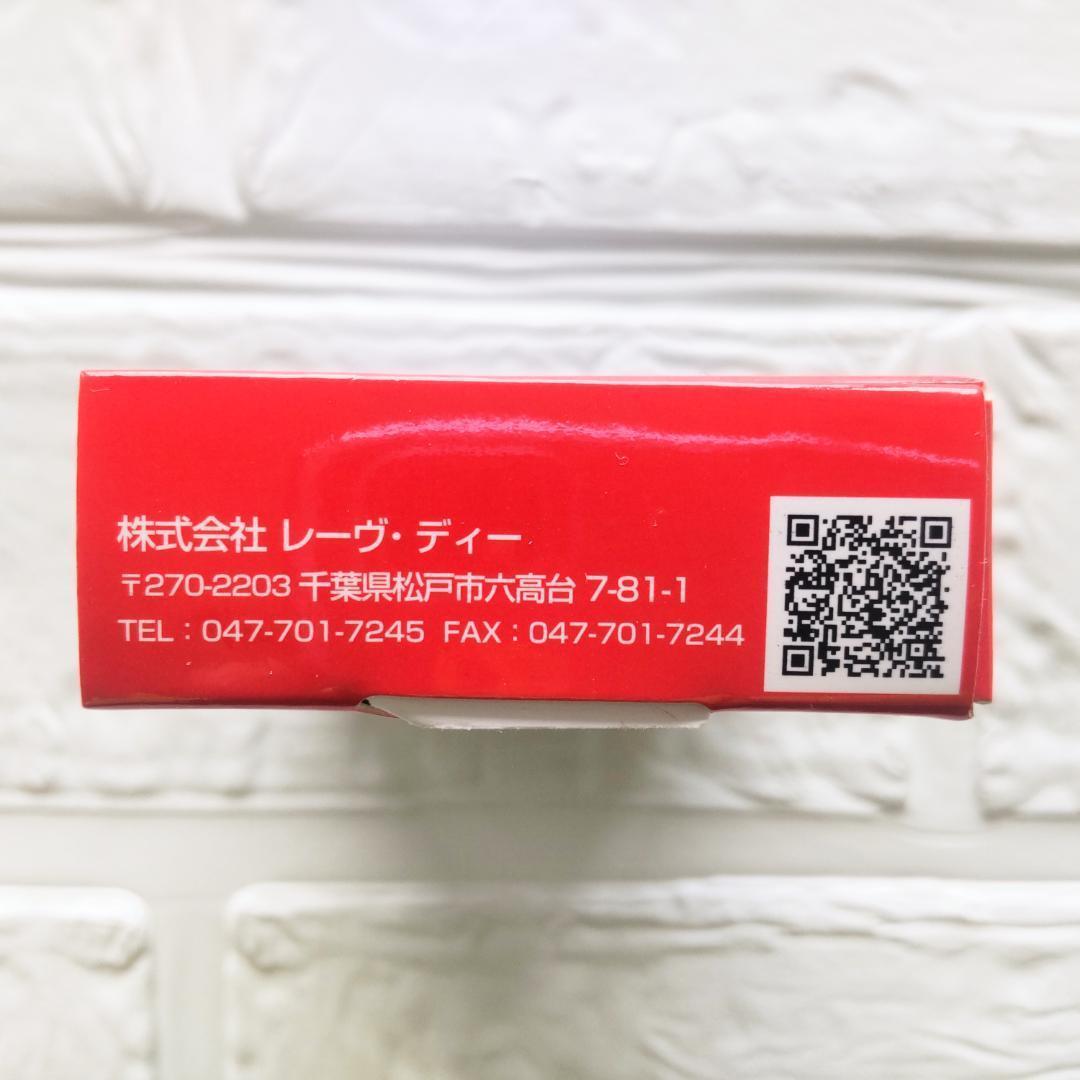 株式会社 レーヴ・ディー
〒270-2203 千葉県松戸市六高台 7-81-1
TEL：047-701-7245 FAX：047-701-7244